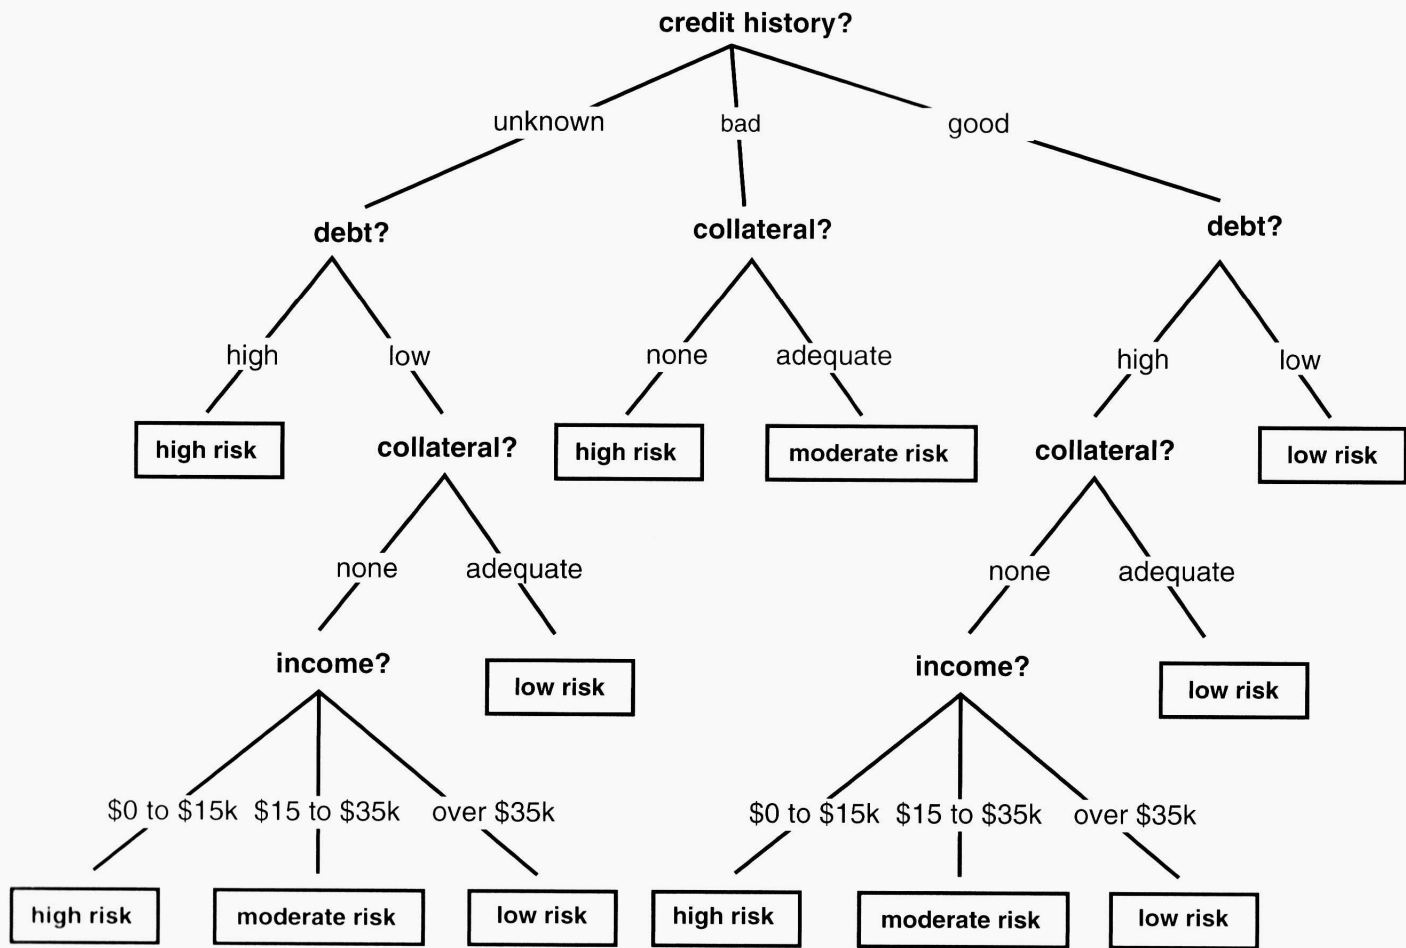 credit history?
unknown
bad
good
debt?
collateral?
debt?
high
low
none
adequate
high
low
high risk
collateral?
high risk
moderate risk
collateral?
low risk
none
adequate
none
adequate
income?
low risk
income?
low risk
$0 to $15k
$15 to $35k
over $35k
$0 to $15k
$15 to $35k
over $35k
high risk
moderate risk
low risk
high risk
moderate risk
low risk